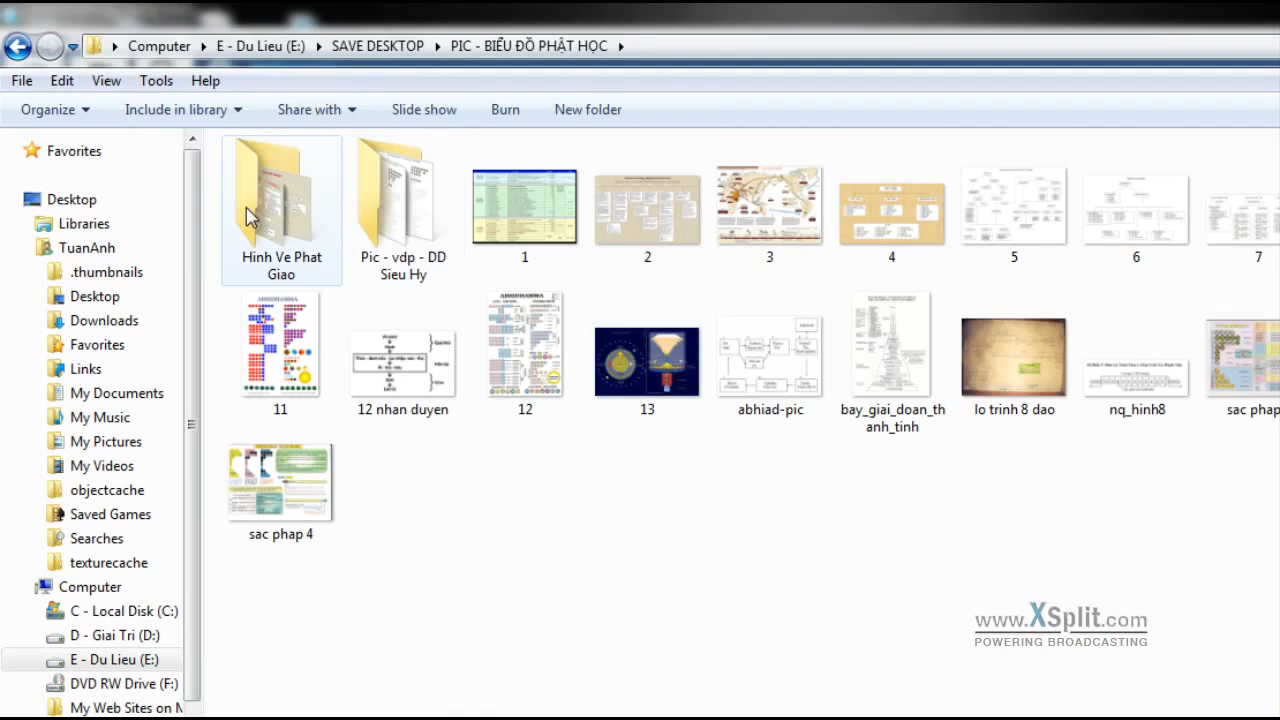 Computer E - Du Lieu (E:) SAVE DESKTOP PIC - BIỂU ĐỒ PHẬT HỌC
File Edit View Tools Help
Organize Include in library Share with Slide show Burn New folder
Favorites
Desktop
Libraries
TuanAnh
.thumbnails
Desktop
Downloads
Favorites
Links
My Documents
My Music
My Pictures
My Videos
objectcache
Saved Games
Searches
texturecache
Computer
C - Local Disk (C:)
D - Giai Tri (D:)
E - Du Lieu (E:)
DVD RW Drive (F:)
My Web Sites on
Hinh Ve Phat
Giao
Pic - vdp - DD
Sieu Hy
1
2
3
4
5
6
7
ABHIDHAMMA
ABHIDHAMMA
11
12 nhan duyen
12
13
abhiad-pic
bay_giai_doan_th
anh_tinh
lo trinh 8 dao
nq_hinh8
sac phap
sac phap 4
www.XSplit.com
POWERING BROADCASTING